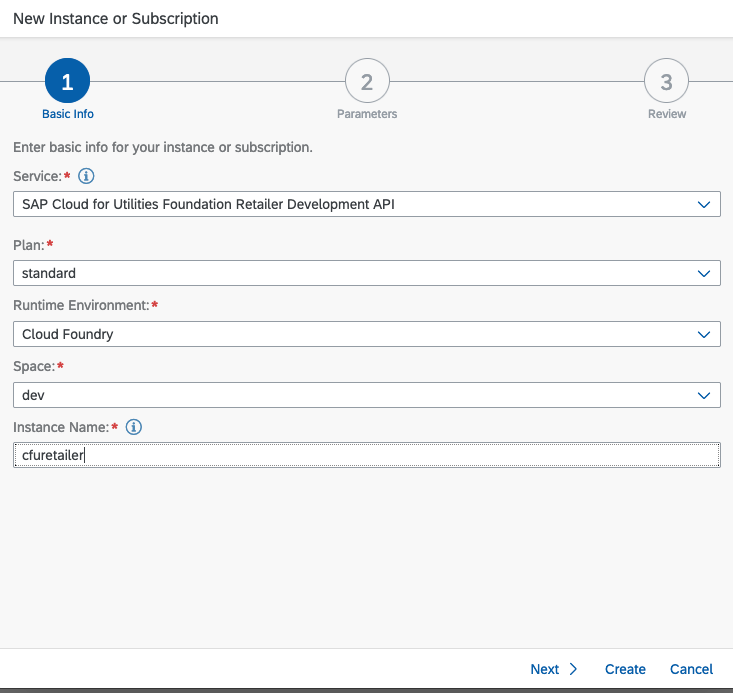 New Instance or Subscription
1
2
3
Basic Info
Parameters
Review
Enter basic info for your instance or subscription.
Service:*
SAP Cloud for Utilities Foundation Retailer Development API
Plan:*
standard
Runtime Environment:*
Cloud Foundry
Space:*
dev
Instance Name:*
cfuretailer
Next Create Cancel